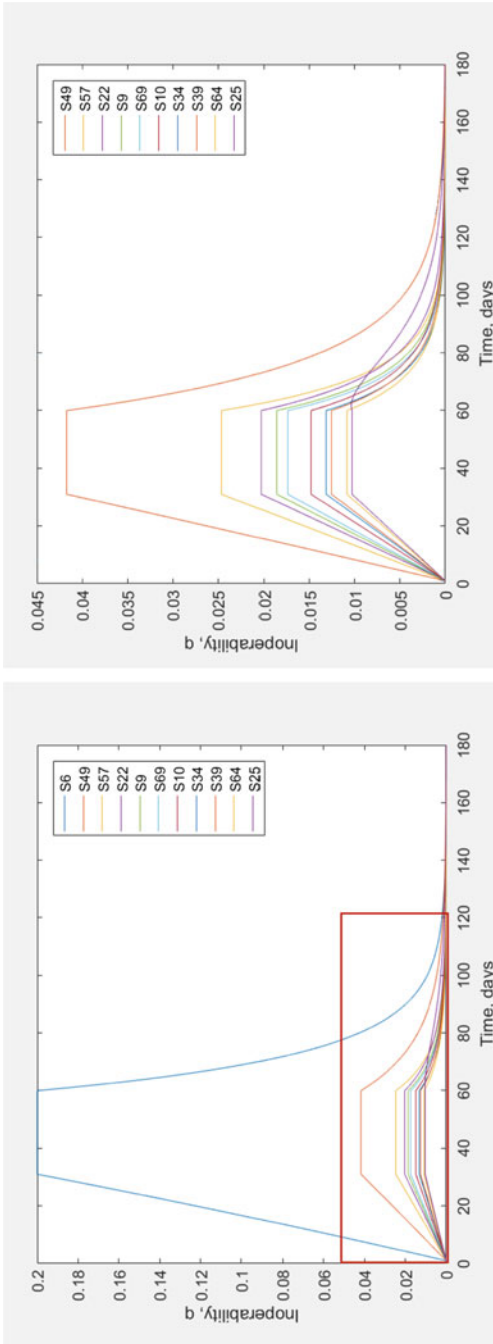 0.2
0.18
0.16
0.14
0.12
0.1
0.08
0.06
0.04
0.02
0
Inoperability, q
0 20 40 60 80 100 120 140 160 180
Time, days
S6
S49
S57
S22
S9
S69
S10
S34
S39
S64
S25
0.045
0.04
0.035
0.03
0.025
0.02
0.015
0.01
0.005
0
Inoperability, q
0 20 40 60 80 100 120 140 160 180
Time, days
S49
S57
S22
S9
S69
S10
S34
S39
S64
S25